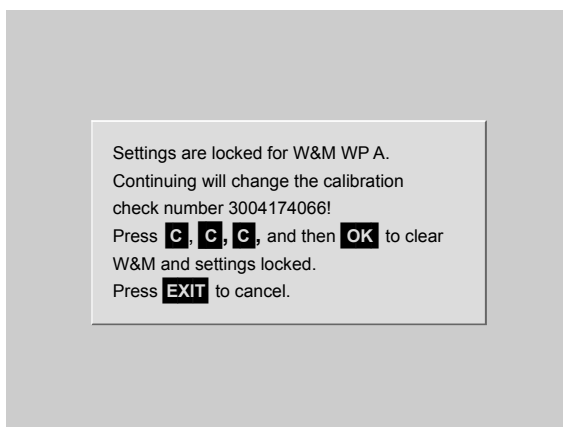 Settings are locked for W&M WP A.
Continuing will change the calibration
check number 3004174066!
Press C, C, C, and then OK to clear
W&M and settings locked.
Press EXIT to cancel.